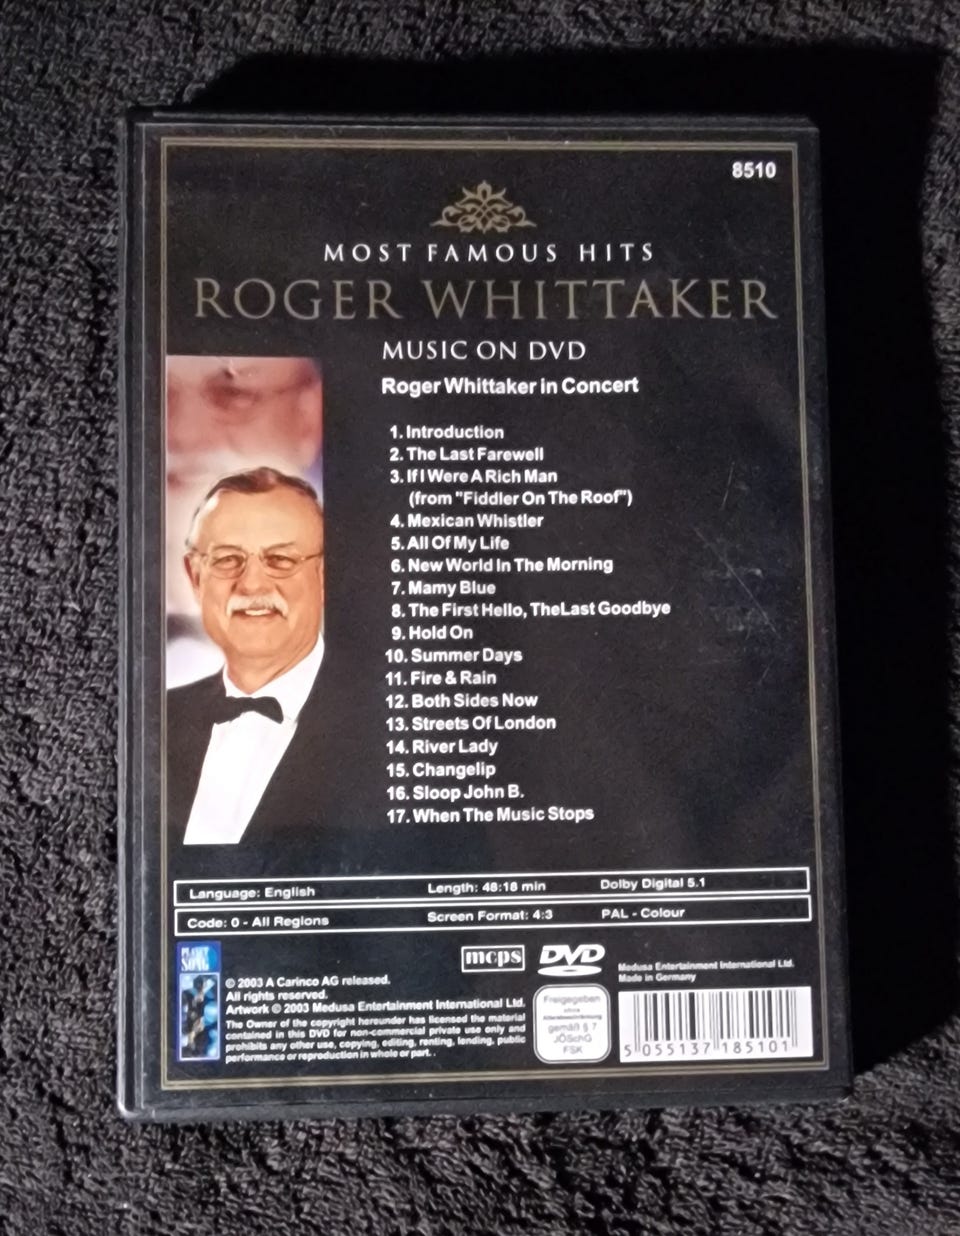 8510
MOST FAMOUS HITS
ROGER WHITTAKER
MUSIC ON DVD
Roger Whittaker in Concert
1. Introduction
2. The Last Farewell
3. If I Were A Rich Man
(from "Fiddler On The Roof")
4. Mexican Whistler
5. All Of My Life
6. New World In The Morning
7. Mamy Blue
8. The First Hello, TheLast Goodbye
9. Hold On
10. Summer Days
11. Fire & Rain
12. Both Sides Now
13. Streets Of London
14. River Lady
15. Changelip
16. Sloop John B.
17. When The Music Stops
Language: English Length: 48:18 min Dolby Digital 5.1
Code: 0 - All Regions Screen Format: 4:3 PAL - Colour
PLANET
SONG
mcps
DVD
Medusa Entertainment International Ltd.
Made in Germany
© 2003 A Carinco AG released.
All rights reserved.
Artwork © 2003 Medusa Entertainment International Ltd.
The Owner of the copyright hereunder has licensed the material
contained in this DVD for non-commercial private use only and
prohibits any other use, copying, editing, renting, lending, public
performance or reproduction in whole or part. .
Freigegeben
ohne
Altersbeschränkung
gemäß § 7
JÖSchG
FSK
5 055137 185101